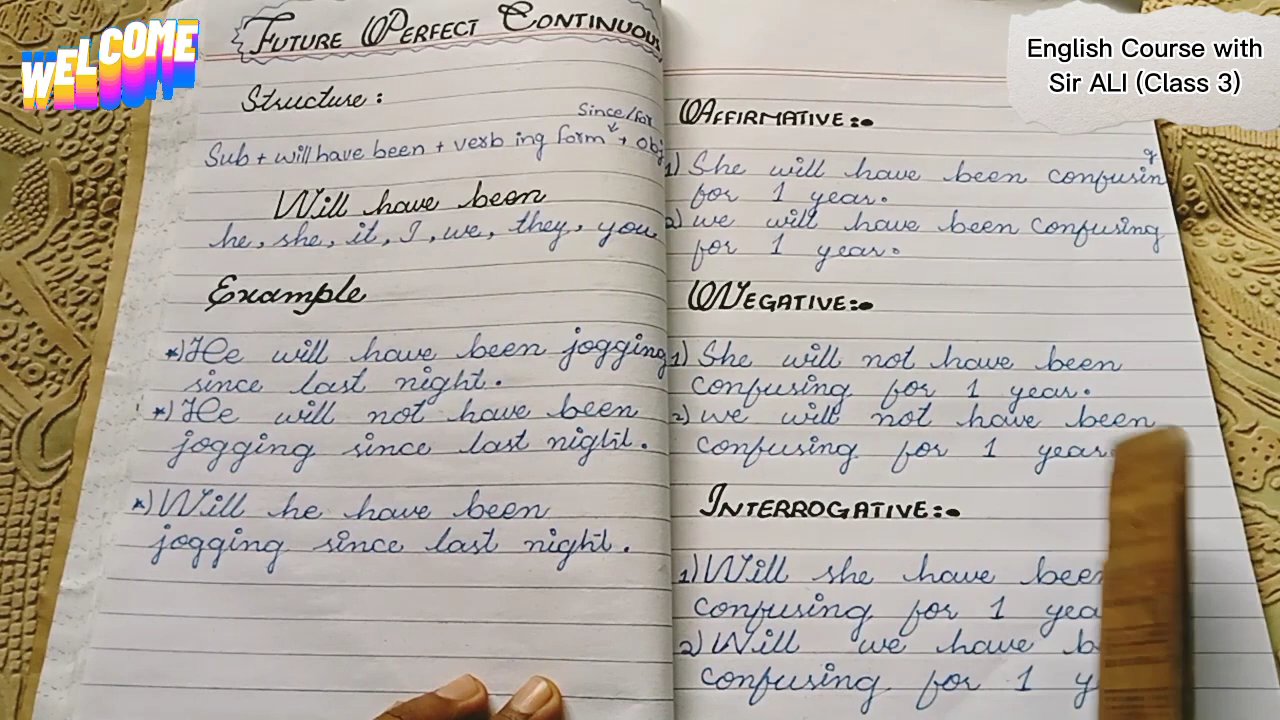 WELCOME
English Course with
Sir ALI (Class 3)
FUTURE PERFECT CONTINUOUS
Structure:
Since/for
Sub + will have been + verb ing form + obj
Will have been
he, she, it, I, we, they, you
Example
*) He will have been jogging
since last night.
*) He will not have been
jogging since last night.
*) Will he have been
jogging since last night.
AFFIRMATIVE:-
1) She will have been confusing
for 1 year.
2) we will have been confusing
for 1 year.
NEGATIVE:-
1) She will not have been
confusing for 1 year.
2) we will not have been
confusing for 1 year
INTERROGATIVE:-
1) Will she have been
confusing for 1 yea
2) Will we have b
confusing for 1 y